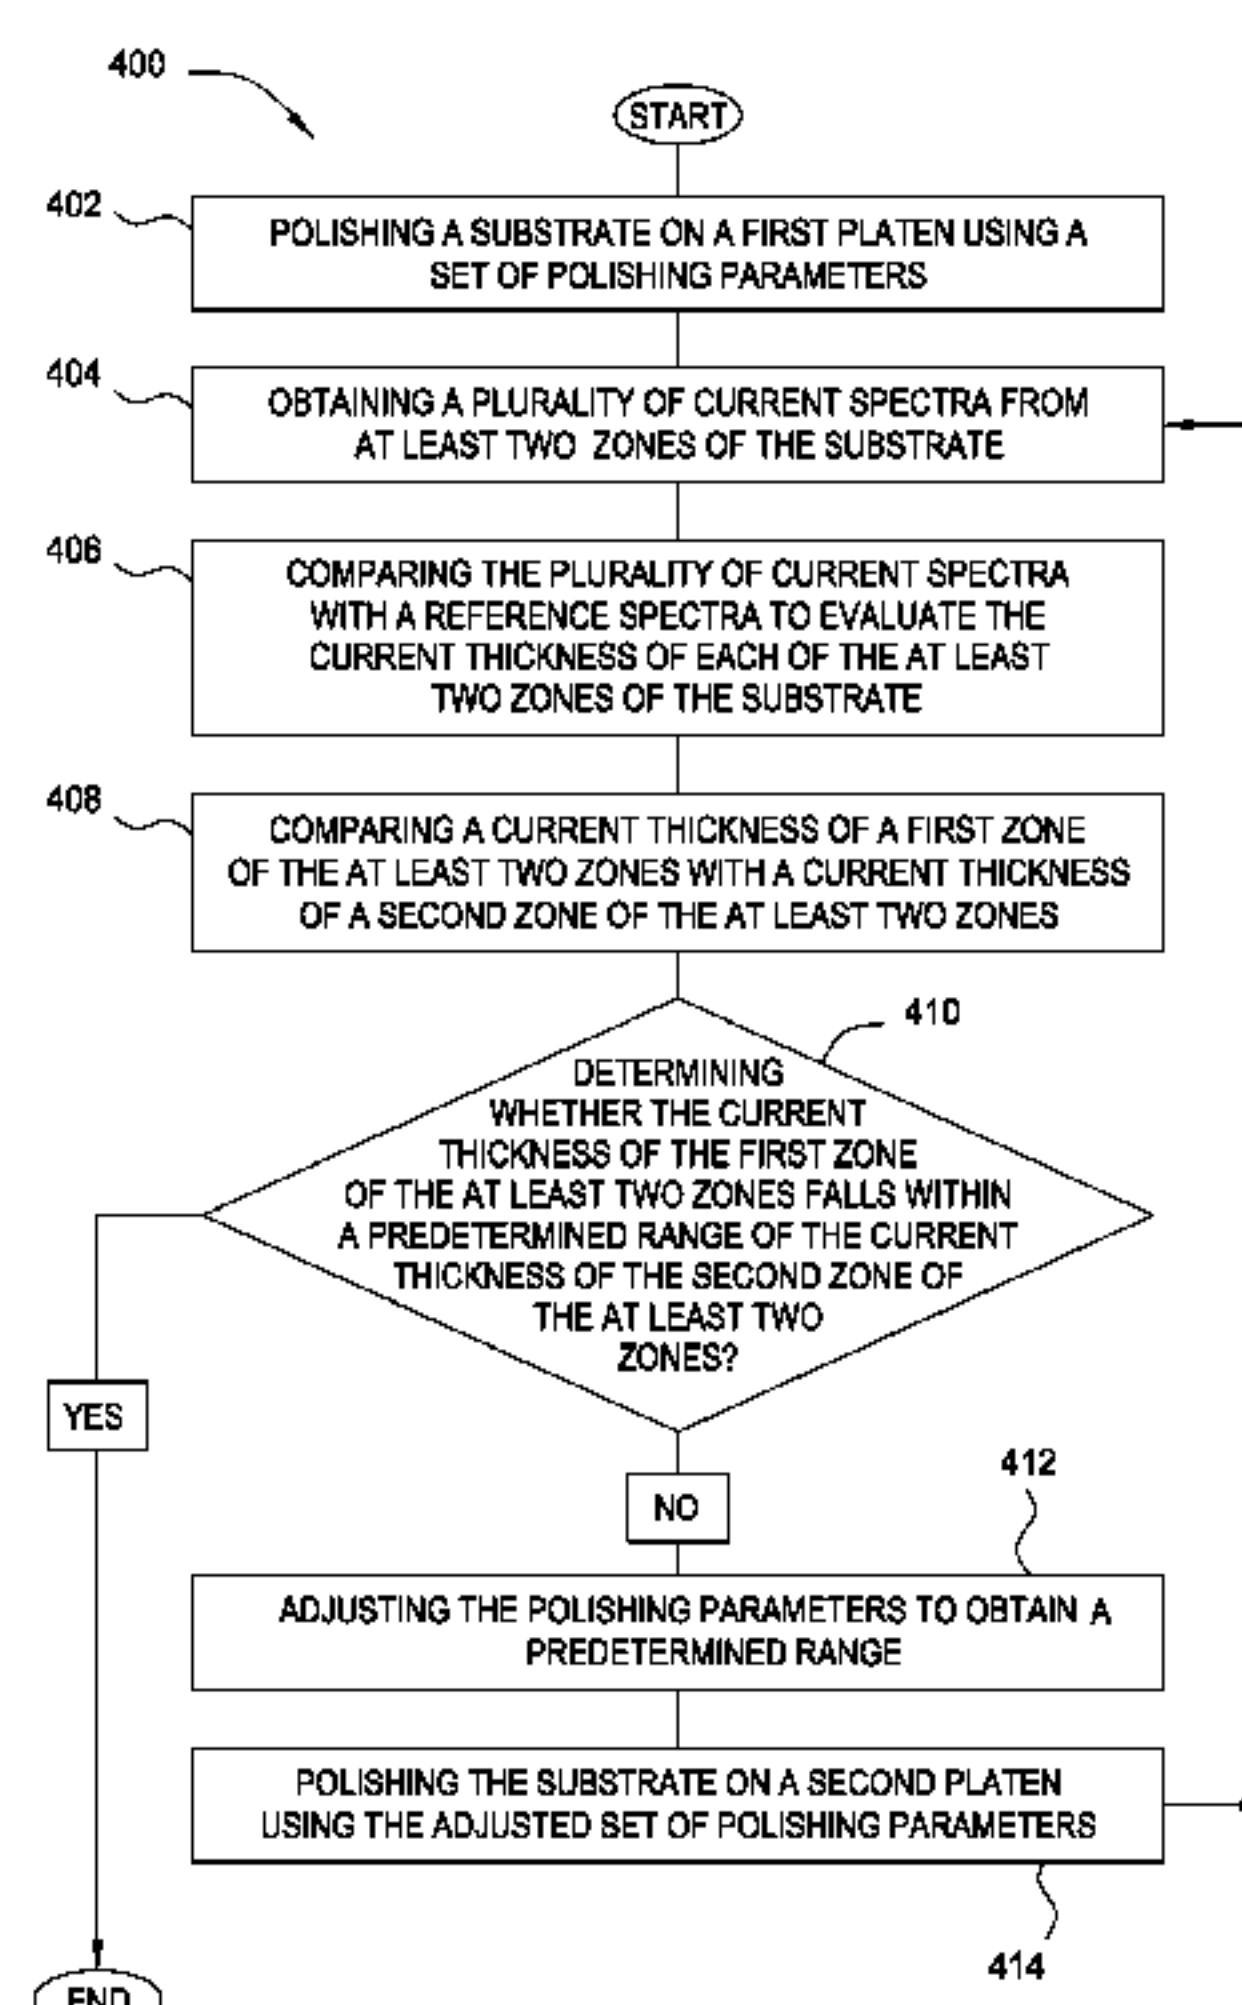 400
START
402
POLISHING A SUBSTRATE ON A FIRST PLATEN USING A
SET OF POLISHING PARAMETERS
404
OBTAINING A PLURALITY OF CURRENT SPECTRA FROM
AT LEAST TWO ZONES OF THE SUBSTRATE
406
COMPARING THE PLURALITY OF CURRENT SPECTRA
WITH A REFERENCE SPECTRA TO EVALUATE THE
CURRENT THICKNESS OF EACH OF THE AT LEAST
TWO ZONES OF THE SUBSTRATE
408
COMPARING A CURRENT THICKNESS OF A FIRST ZONE
OF THE AT LEAST TWO ZONES WITH A CURRENT THICKNESS
OF A SECOND ZONE OF THE AT LEAST TWO ZONES
410
DETERMINING
WHETHER THE CURRENT
THICKNESS OF THE FIRST ZONE
OF THE AT LEAST TWO ZONES FALLS WITHIN
A PREDETERMINED RANGE OF THE CURRENT
THICKNESS OF THE SECOND ZONE OF
THE AT LEAST TWO
ZONES?
YES
NO
412
ADJUSTING THE POLISHING PARAMETERS TO OBTAIN A
PREDETERMINED RANGE
POLISHING THE SUBSTRATE ON A SECOND PLATEN
USING THE ADJUSTED SET OF POLISHING PARAMETERS
414
END